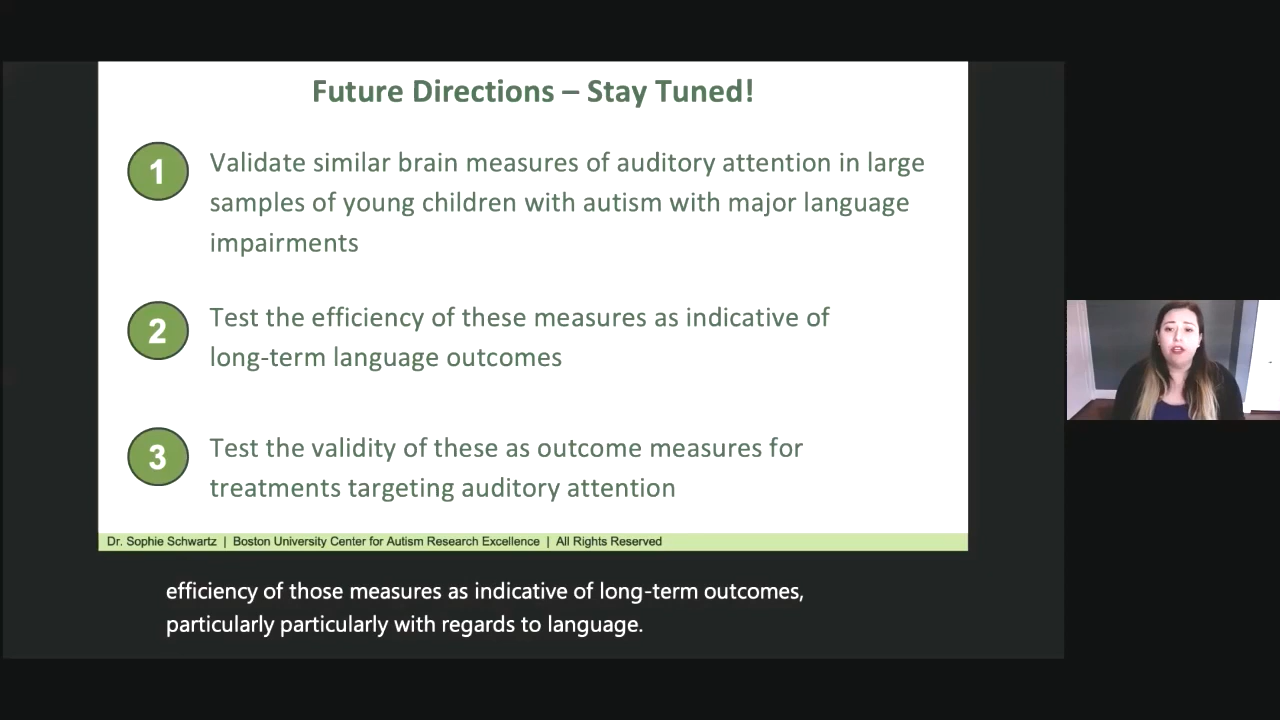 Future Directions – Stay Tuned!
1
Validate similar brain measures of auditory attention in large
samples of young children with autism with major language
impairments
2
Test the efficiency of these measures as indicative of
long-term language outcomes
3
Test the validity of these as outcome measures for
treatments targeting auditory attention
Dr. Sophie Schwartz | Boston University Center for Autism Research Excellence | All Rights Reserved
efficiency of those measures as indicative of long-term outcomes,
particularly particularly with regards to language.